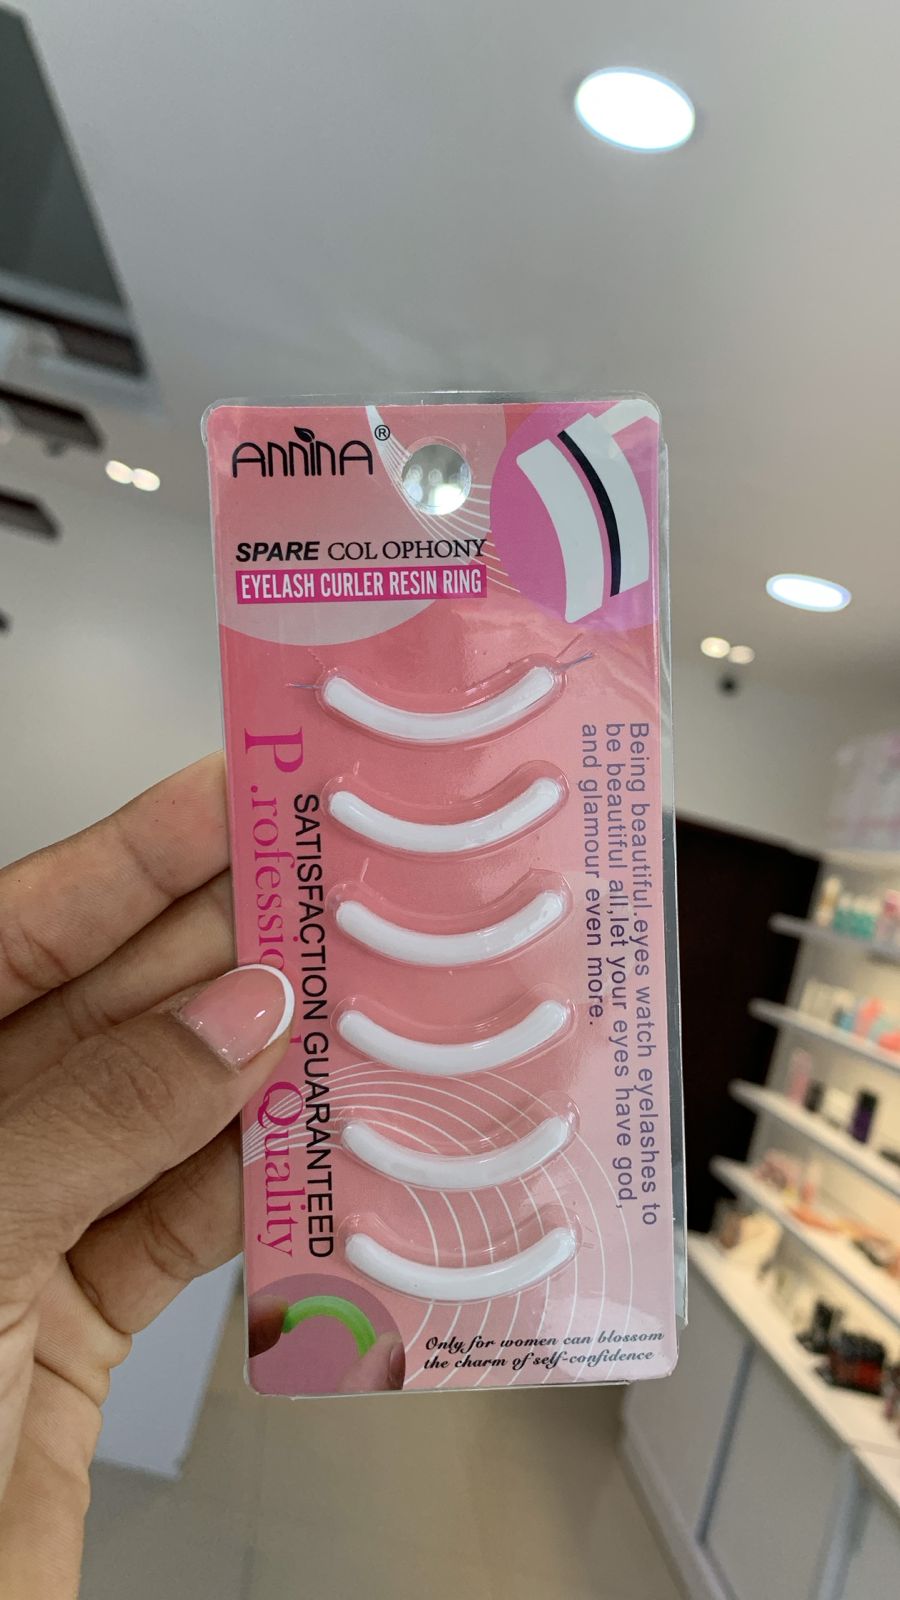 ANNINA®
SPARE COL OPHONY
EYELASH CURLER RESIN RING
Being beautiful.eyes watch eyelashes to
be beautiful all,let your eyes have god,
and glamour even more.
SATISFACTION GUARANTEED
P.rofessio l Quality
Only for women can blossom
the charm of self-confidence